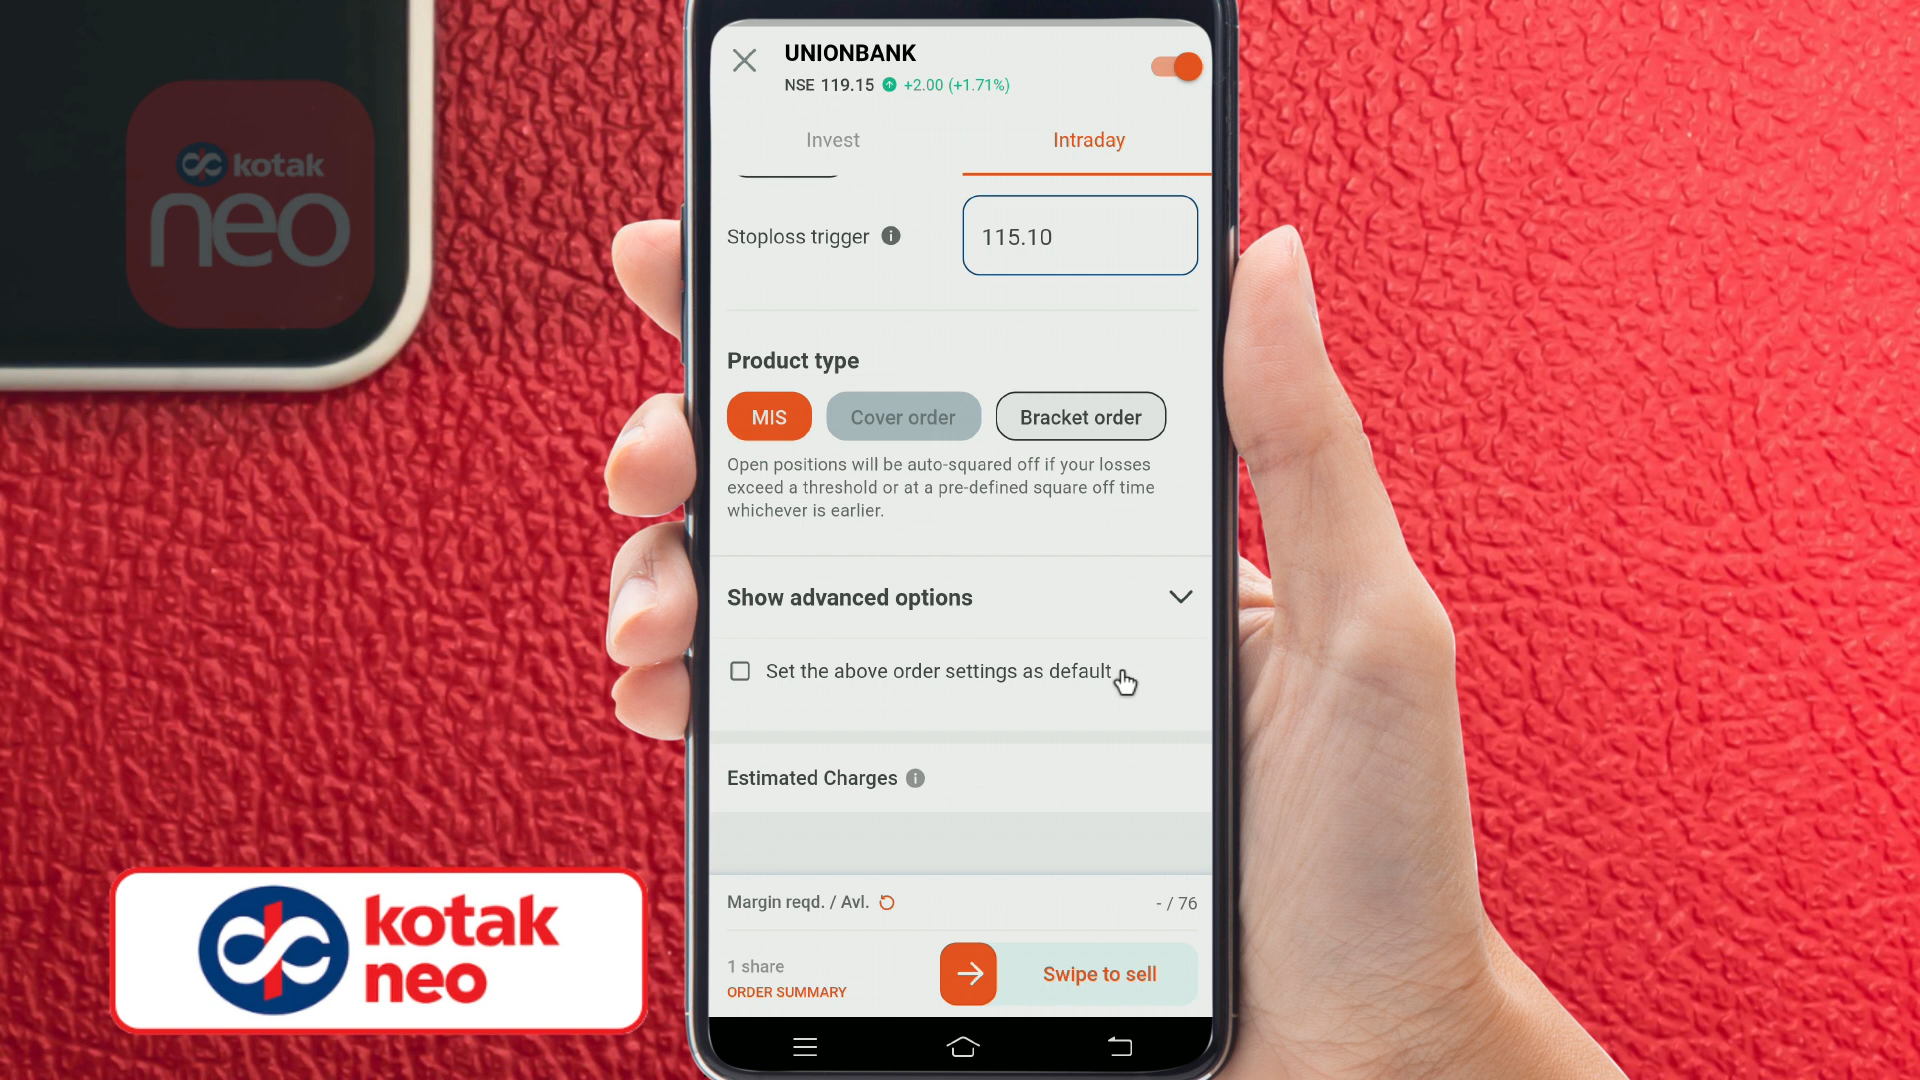 kotak
neo
UNIONBANK
NSE 119.15 +2.00 (+1.71%)
Invest
Intraday
Stoploss trigger
115.10
Product type
MIS
Cover order
Bracket order
Open positions will be auto-squared off if your losses
exceed a threshold or at a pre-defined square off time
whichever is earlier.
Show advanced options
Set the above order settings as default
Estimated Charges
Margin reqd. / Avl.
- / 76
1 share
ORDER SUMMARY
Swipe to sell
kotak
neo